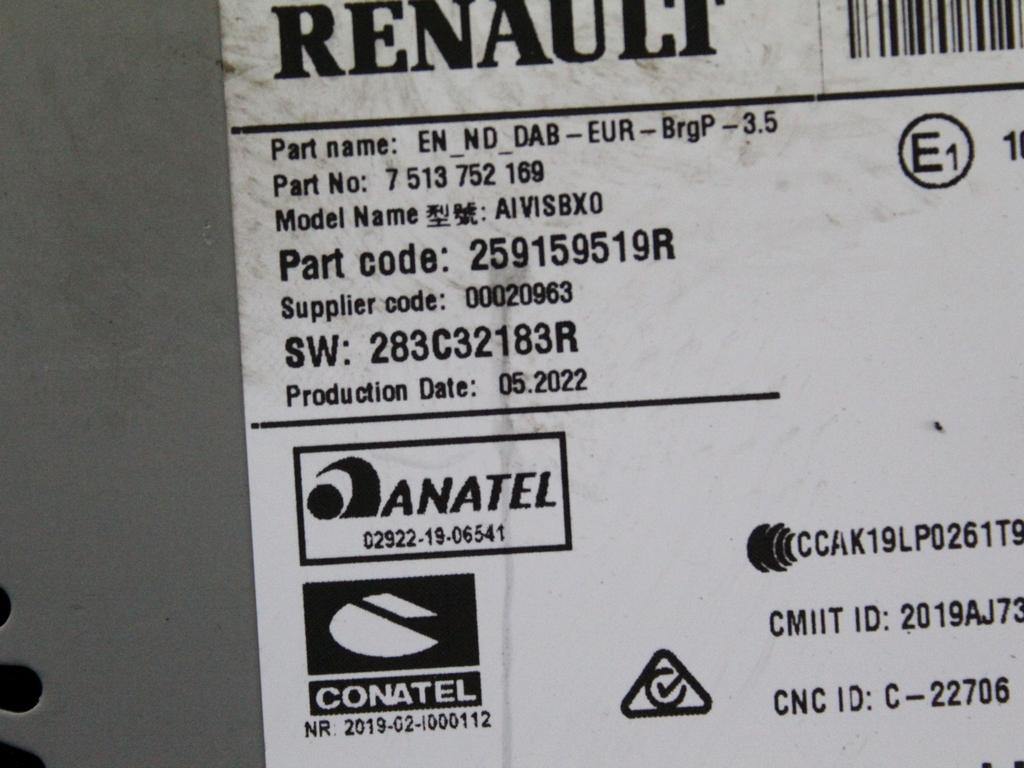 RENAULT
Part name: EN_ND_DAB-EUR-BrgP-3.5
Part No: 7 513 752 169
Model Name 型號: AIVISBX0
Part code: 259159519R
Supplier code: 00020963
SW: 283C32183R
Production Date: 05.2022
E1 10
ANATEL
02922-19-06541
CCAK19LP0261T9
CMIIT ID: 2019AJ73
CONATEL
CNC ID: C-22706
NR: 2019-02-I000112